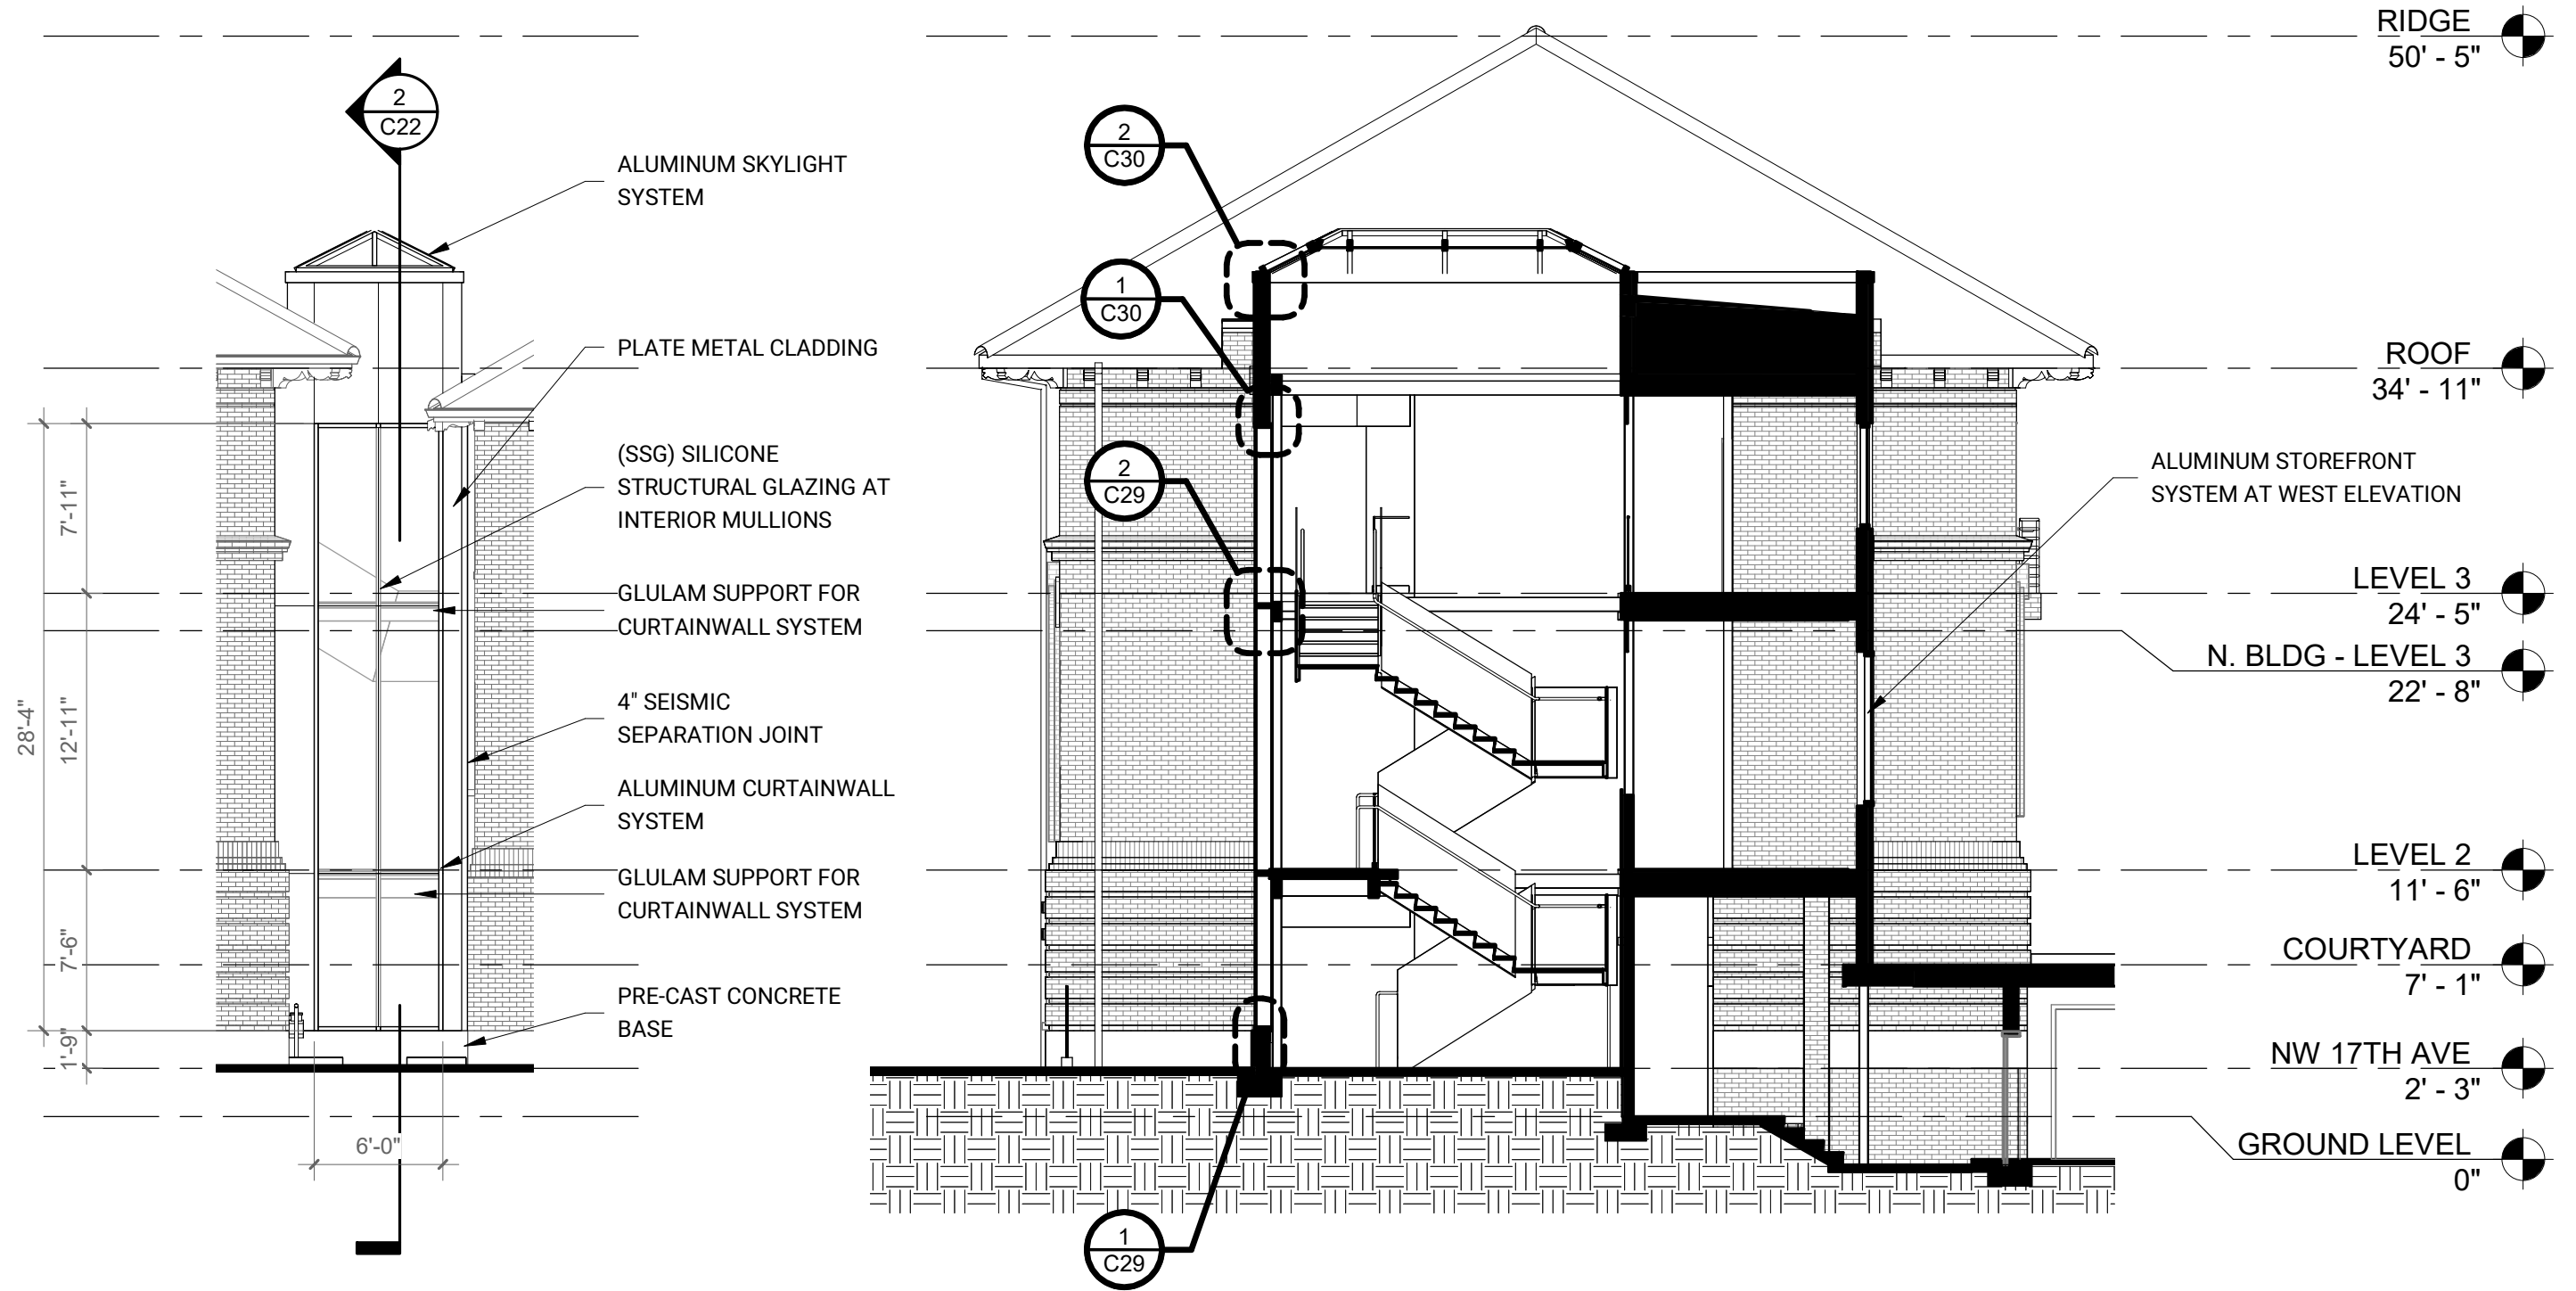 2
C22
ALUMINUM SKYLIGHT
SYSTEM
PLATE METAL CLADDING
(SSG) SILICONE
STRUCTURAL GLAZING AT
INTERIOR MULLIONS
GLULAM SUPPORT FOR
CURTAINWALL SYSTEM
4" SEISMIC
SEPARATION JOINT
ALUMINUM CURTAINWALL
SYSTEM
GLULAM SUPPORT FOR
CURTAINWALL SYSTEM
PRE-CAST CONCRETE
BASE
28'-4"
7'-11"
12'-11"
7'-6"
1'-9"
6'-0"
2
C30
1
C30
2
C29
1
C29
ALUMINUM STOREFRONT
SYSTEM AT WEST ELEVATION
RIDGE
50' - 5"
ROOF
34' - 11"
LEVEL 3
24' - 5"
N. BLDG - LEVEL 3
22' - 8"
LEVEL 2
11' - 6"
COURTYARD
7' - 1"
NW 17TH AVE
2' - 3"
GROUND LEVEL
0"